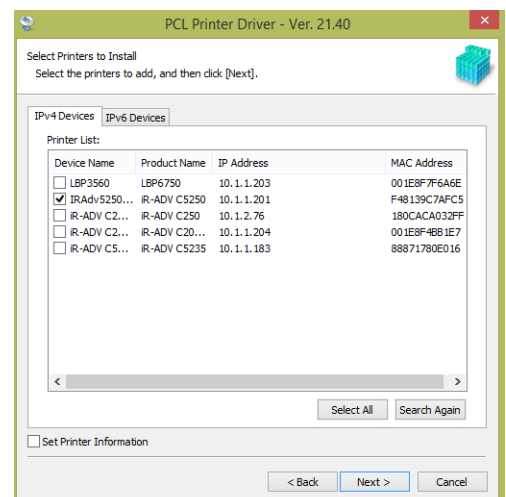 PCL Printer Driver - Ver. 21.40
Select Printers to Install
Select the printers to add, and then click [Next].
IPv4 Devices IPv6 Devices
Printer List:
Device Name Product Name IP Address MAC Address
LBP3560 LBP6750 10.1.1.203 001E8F7F6A6E
IRAdv5250... iR-ADV C5250 10.1.1.201 F48139C7AFC5
iR-ADV C2... iR-ADV C250 10.1.2.76 180CACA032FF
iR-ADV C2... iR-ADV C20... 10.1.1.204 001E8F4BB1E7
iR-ADV C5... iR-ADV C5235 10.1.1.183 88871780E016
Select All Search Again
Set Printer Information
< Back Next > Cancel